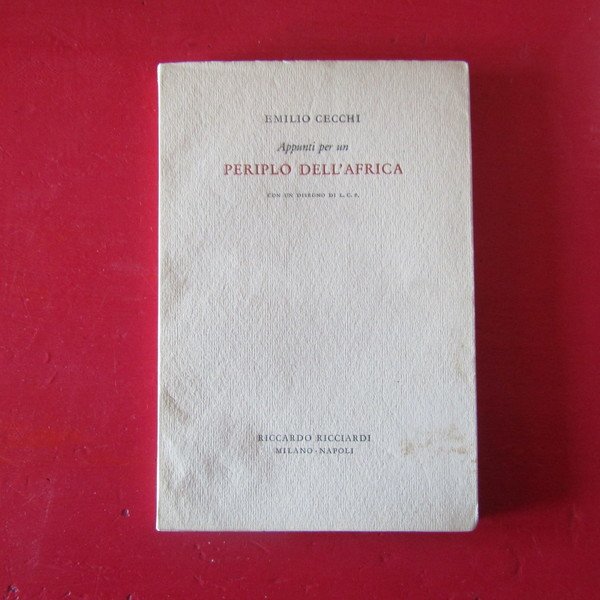 EMILIO CECCHI
Appunti per un
PERIPLO DELL'AFRICA
CON UN DISEGNO DI L. C. P.
RICCARDO RICCIARDI
MILANO·NAPOLI